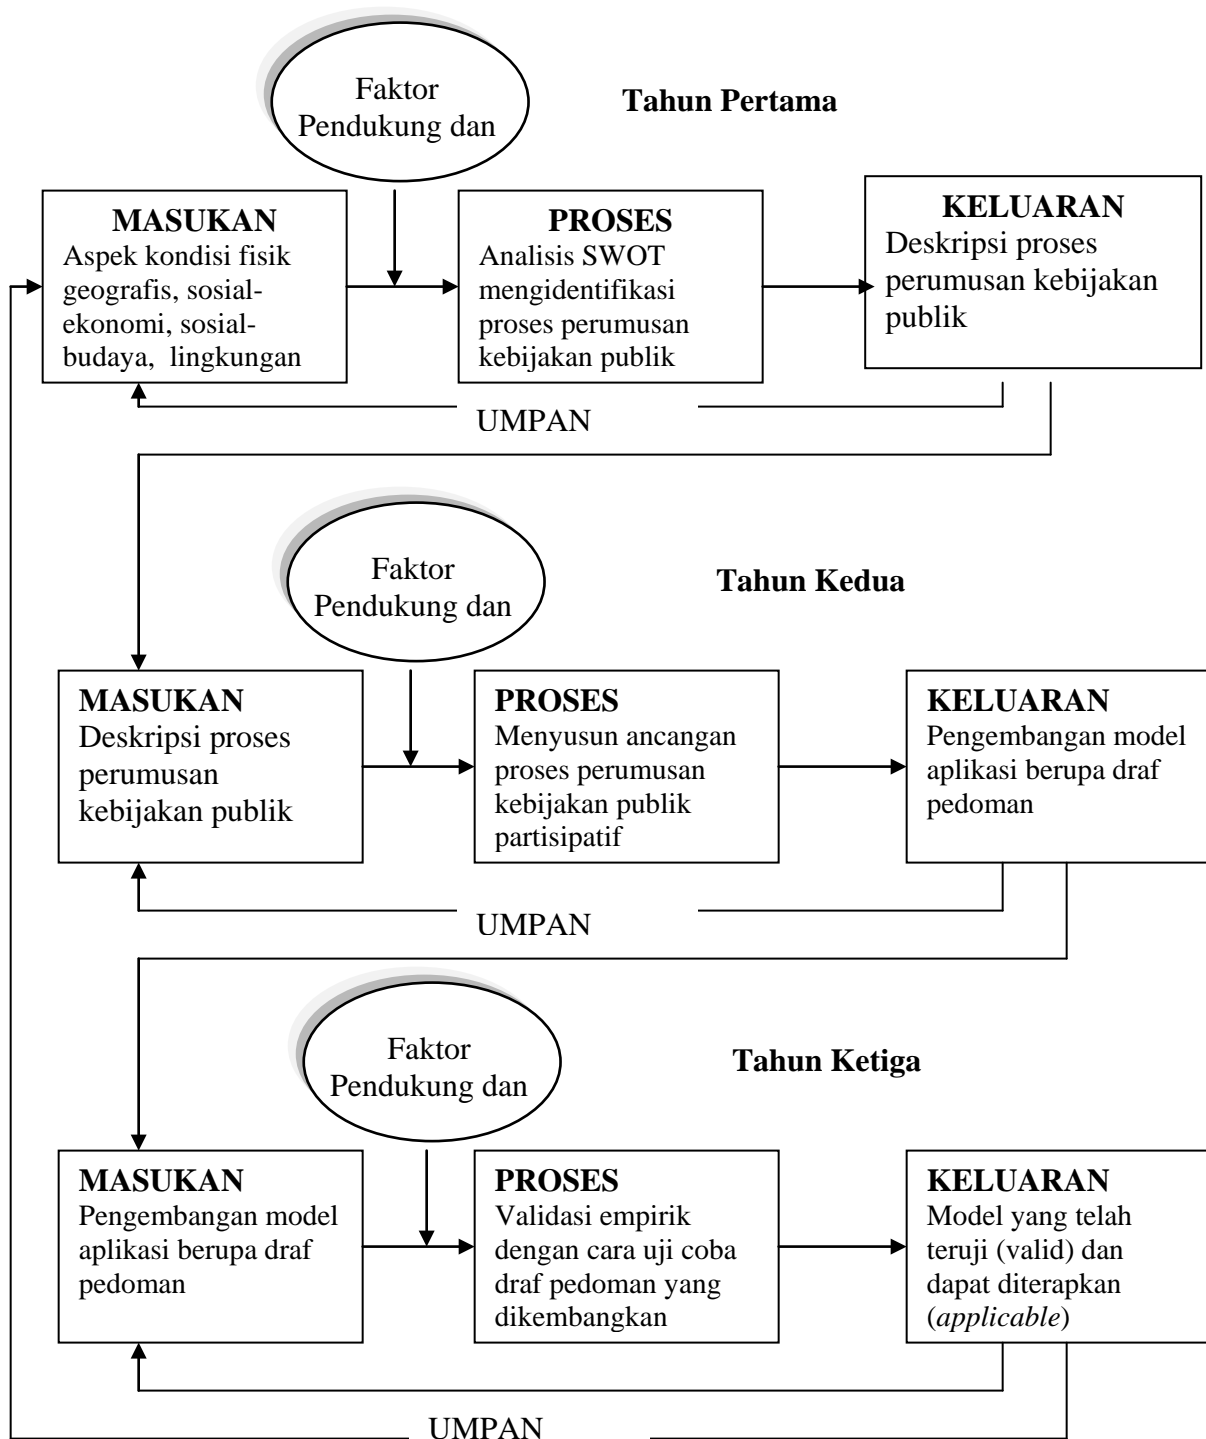 Faktor
Pendukung dan
Tahun Pertama
MASUKAN
Aspek kondisi fisik
geografis, sosial-
ekonomi, sosial-
budaya, lingkungan
PROSES
Analisis SWOT
mengidentifikasi
proses perumusan
kebijakan publik
KELUARAN
Deskripsi proses
perumusan kebijakan
publik
UMPAN
Faktor
Pendukung dan
Tahun Kedua
MASUKAN
Deskripsi proses
perumusan
kebijakan publik
PROSES
Menyusun ancangan
proses perumusan
kebijakan publik
partisipatif
KELUARAN
Pengembangan model
aplikasi berupa draf
pedoman
UMPAN
Faktor
Pendukung dan
Tahun Ketiga
MASUKAN
Pengembangan model
aplikasi berupa draf
pedoman
PROSES
Validasi empirik
dengan cara uji coba
draf pedoman yang
dikembangkan
KELUARAN
Model yang telah
teruji (valid) dan
dapat diterapkan
(applicable)
UMPAN